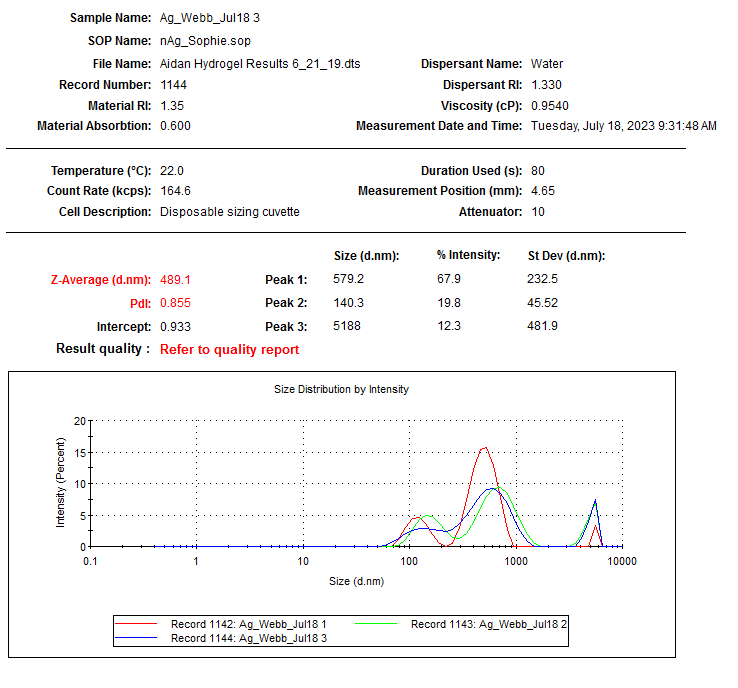 Sample Name: Ag_Webb_Jul18 3
SOP Name: nAg_Sophie.sop
File Name: Aidan Hydrogel Results 6_21_19.dts Dispersant Name: Water
Record Number: 1144 Dispersant RI: 1.330
Material RI: 1.35 Viscosity (cP): 0.9540
Material Absorbtion: 0.600 Measurement Date and Time: Tuesday, July 18, 2023 9:31:48 AM
Temperature (°C): 22.0 Duration Used (s): 80
Count Rate (kcps): 164.6 Measurement Position (mm): 4.65
Cell Description: Disposable sizing cuvette Attenuator: 10
Size (d.nm): % Intensity: St Dev (d.nm):
Z-Average (d.nm): 489.1 Peak 1: 579.2 67.9 232.5
PdI: 0.855 Peak 2: 140.3 19.8 45.52
Intercept: 0.933 Peak 3: 5188 12.3 481.9
Result quality : Refer to quality report
Size Distribution by Intensity
Intensity (Percent)
20
15
10
5
0
0.1 1 10 100 1000 10000
Size (d.nm)
Record 1142: Ag_Webb_Jul18 1 Record 1143: Ag_Webb_Jul18 2
Record 1144: Ag_Webb_Jul18 3